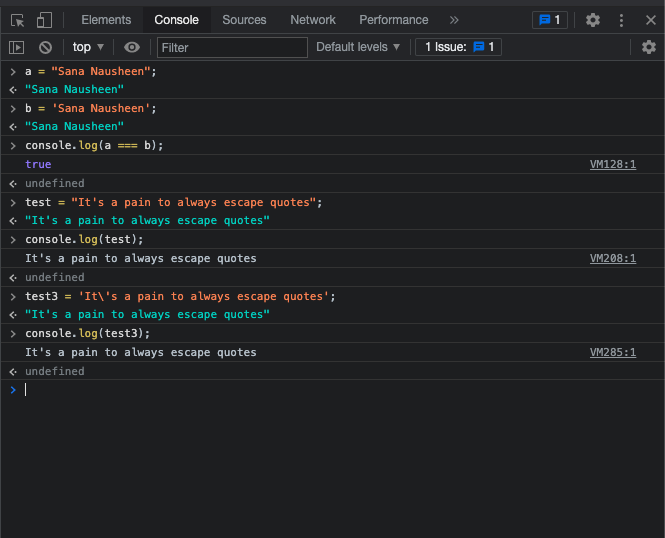 Elements Console Sources Network Performance » 1
top ▼ Filter Default levels ▼ 1 Issue: 1
> a = "Sana Nausheen";
"Sana Nausheen"
> b = 'Sana Nausheen';
"Sana Nausheen"
> console.log(a === b);
true VM128:1
undefined
> test = "It's a pain to always escape quotes";
"It's a pain to always escape quotes"
> console.log(test);
It's a pain to always escape quotes VM208:1
undefined
> test3 = 'It\'s a pain to always escape quotes';
"It's a pain to always escape quotes"
> console.log(test3);
It's a pain to always escape quotes VM285:1
undefined
>